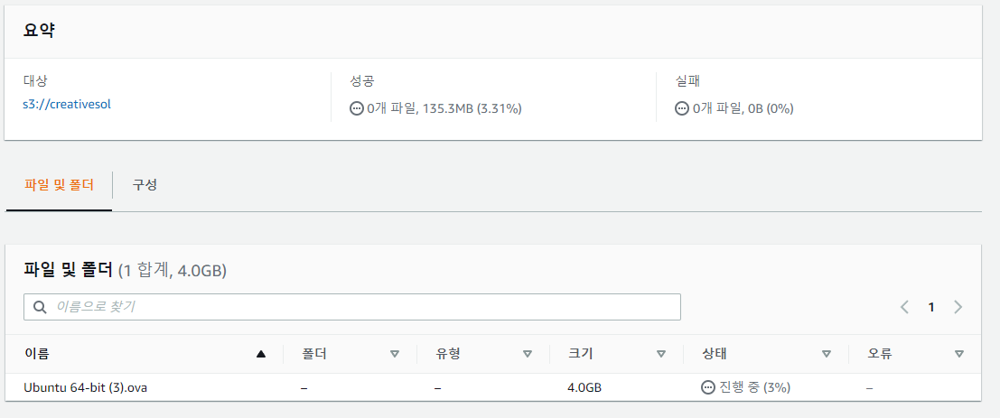 요약
대상 성공 실패
s3://creativesol 0개 파일, 135.3MB (3.31%) 0개 파일, 0B (0%)
파일 및 폴더 구성
파일 및 폴더 (1 합계, 4.0GB)
이름으로 찾기 1
이름 폴더 유형 크기 상태 오류
Ubuntu 64-bit (3).ova – – 4.0GB 진행 중 (3%) –